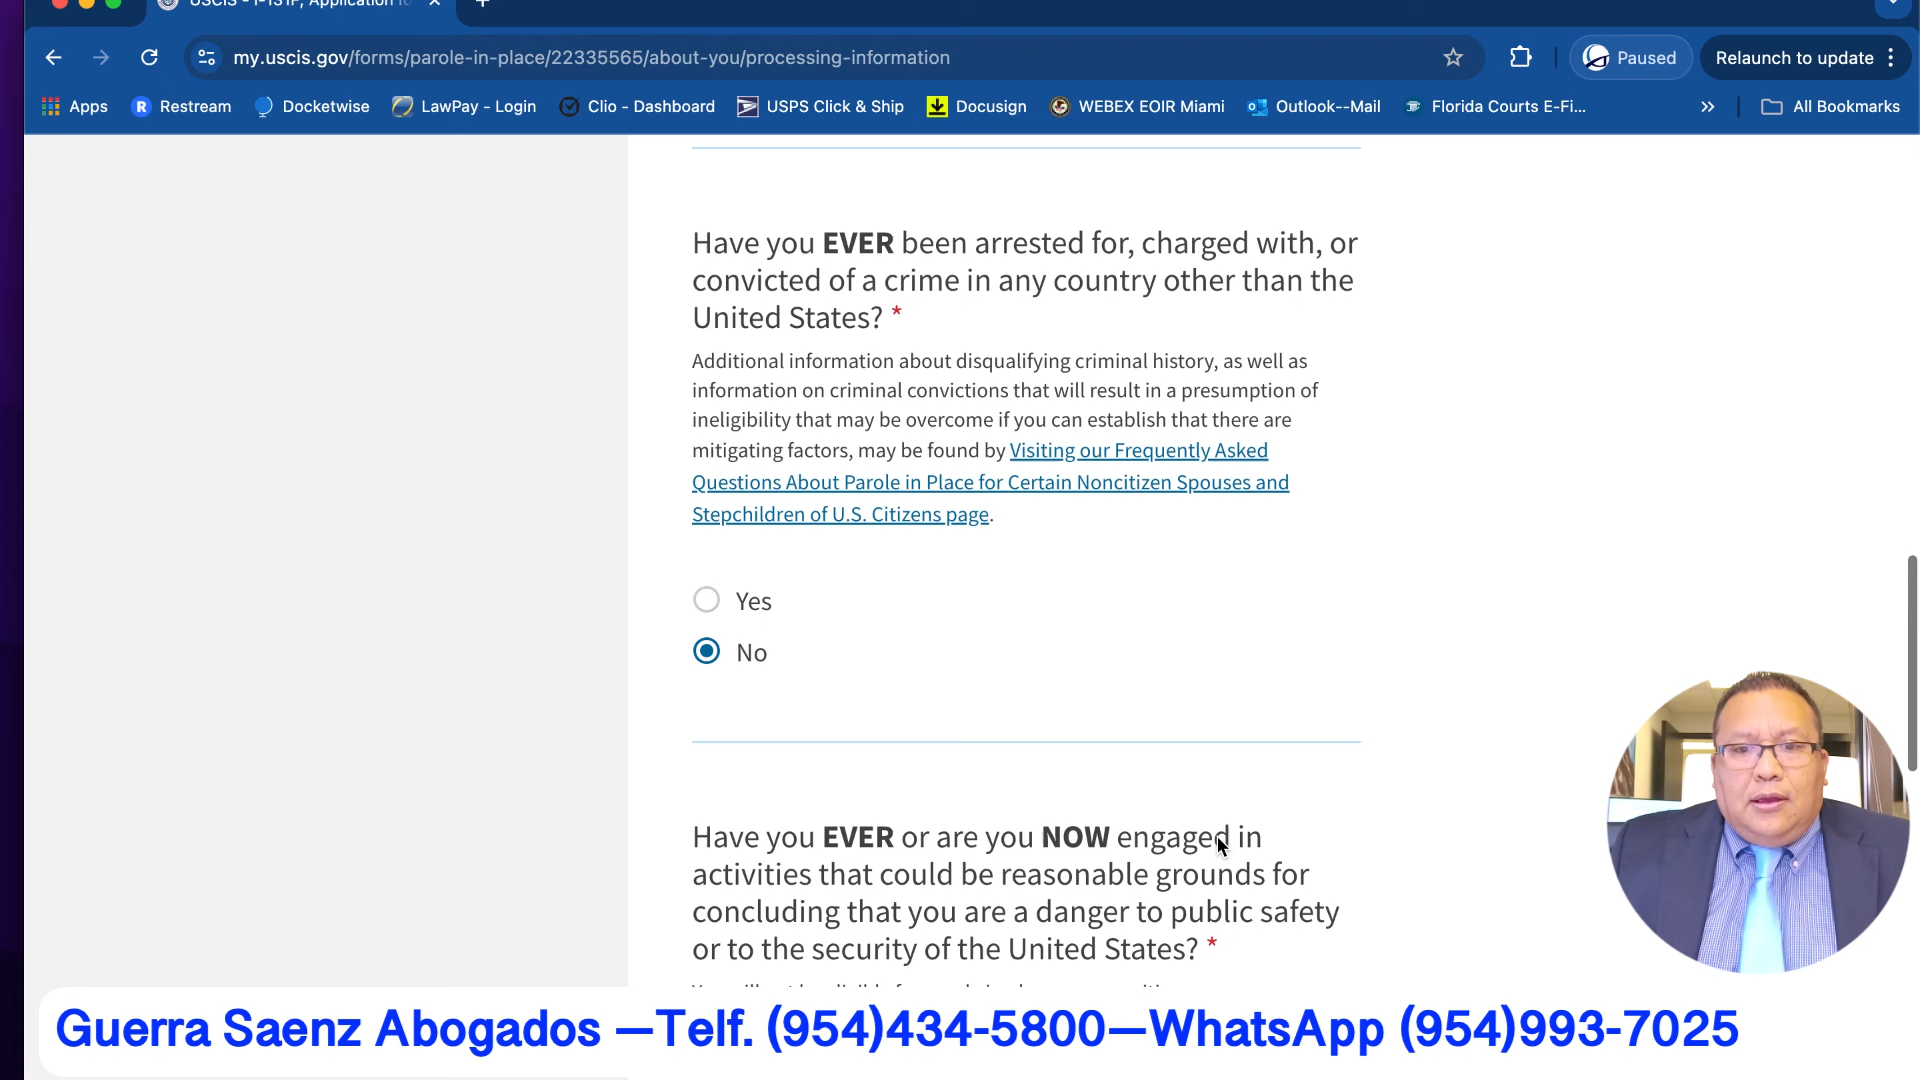 USCIS - I-131F, Application fo
my.uscis.gov/forms/parole-in-place/22335565/about-you/processing-information
Paused
Relaunch to update
Apps
Restream
Docketwise
LawPay - Login
Clio - Dashboard
USPS Click & Ship
Docusign
WEBEX EOIR Miami
Outlook--Mail
Florida Courts E-Fi...
All Bookmarks
Have you EVER been arrested for, charged with, or
convicted of a crime in any country other than the
United States? *
Additional information about disqualifying criminal history, as well as
information on criminal convictions that will result in a presumption of
ineligibility that may be overcome if you can establish that there are
mitigating factors, may be found by Visiting our Frequently Asked
Questions About Parole in Place for Certain Noncitizen Spouses and
Stepchildren of U.S. Citizens page.
Yes
No
Have you EVER or are you NOW engaged in
activities that could be reasonable grounds for
concluding that you are a danger to public safety
or to the security of the United States? *
Guerra Saenz Abogados —Telf. (954)434-5800—WhatsApp (954)993-7025